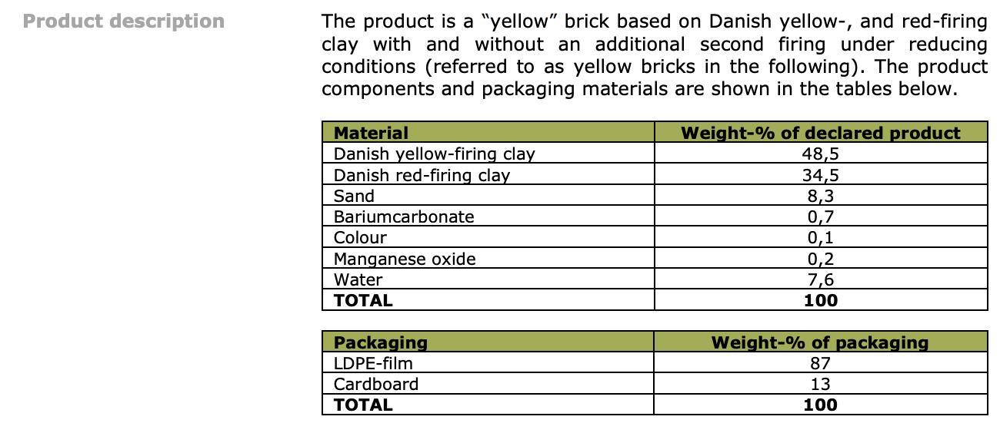 Product description
The product is a “yellow” brick based on Danish yellow-, and red-firing
clay with and without an additional second firing under reducing
conditions (referred to as yellow bricks in the following). The product
components and packaging materials are shown in the tables below.
Material Weight-% of declared product
Danish yellow-firing clay 48,5
Danish red-firing clay 34,5
Sand 8,3
Bariumcarbonate 0,7
Colour 0,1
Manganese oxide 0,2
Water 7,6
TOTAL 100
Packaging Weight-% of packaging
LDPE-film 87
Cardboard 13
TOTAL 100